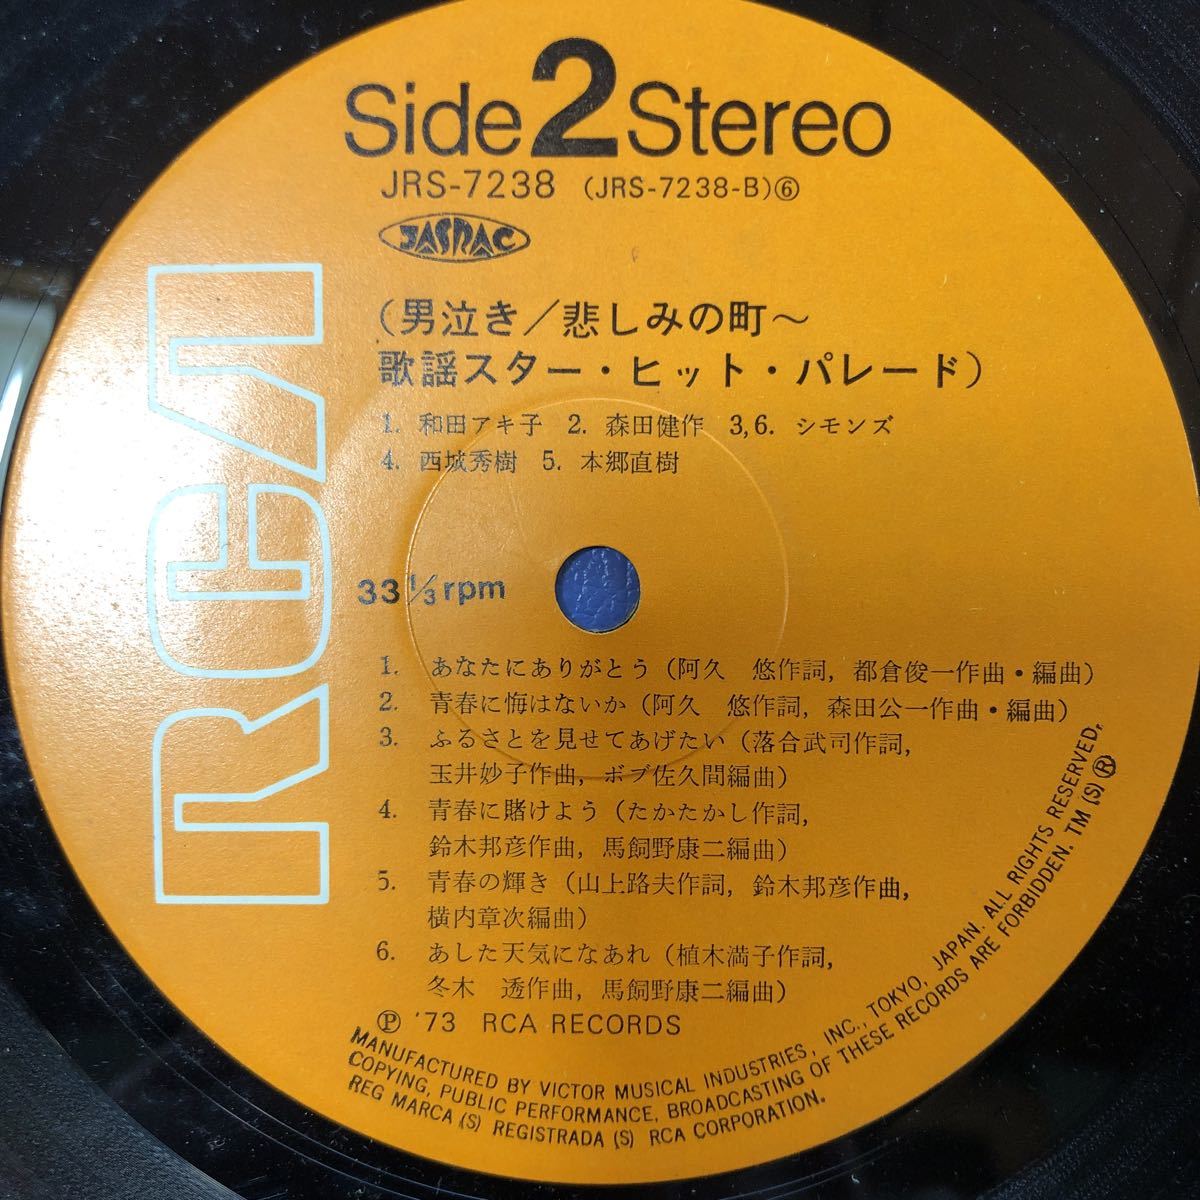 Side 2 Stereo
JRS-7238 (JRS-7238-B)⑥
JASRAC
RCA
(男泣き/悲しみの町〜
歌謡スター・ヒット・パレード)
1. 和田アキ子 2. 森田健作 3,6. シモンズ
4. 西城秀樹 5. 本郷直樹
33 1/3 rpm
1. あなたにありがとう(阿久 悠作詞, 都倉俊一作曲・編曲)
2. 青春に悔はないか(阿久 悠作詞, 森田公一作曲・編曲)
3. ふるさとを見せてあげたい(落合武司作詞,
玉井妙子作曲, ボブ佐久間編曲)
4. 青春に賭けよう(たかたかし作詞,
鈴木邦彦作曲, 馬飼野康二編曲)
5. 青春の輝き(山上路夫作詞, 鈴木邦彦作曲,
横内章次編曲)
6. あした天気になあれ(植木満子作詞,
冬木 透作曲, 馬飼野康二編曲)
Ⓟ '73 RCA RECORDS
MANUFACTURED BY VICTOR MUSICAL INDUSTRIES, INC., TOKYO, JAPAN. ALL RIGHTS RESERVED,
COPYING, PUBLIC PERFORMANCE, BROADCASTING OF THESE RECORDS ARE FORBIDDEN. TM (S) ®
REG MARCA (S) REGISTRADA (S) RCA CORPORATION.